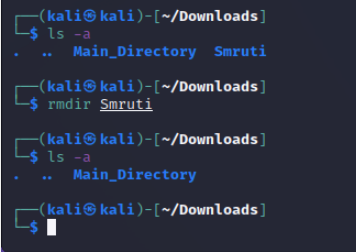 ┌──(kali㉿kali)-[~/Downloads]
└─$ ls -a
.  ..  Main_Directory  Smruti
┌──(kali㉿kali)-[~/Downloads]
└─$ rmdir Smruti
┌──(kali㉿kali)-[~/Downloads]
└─$ ls -a
.  ..  Main_Directory
┌──(kali㉿kali)-[~/Downloads]
└─$